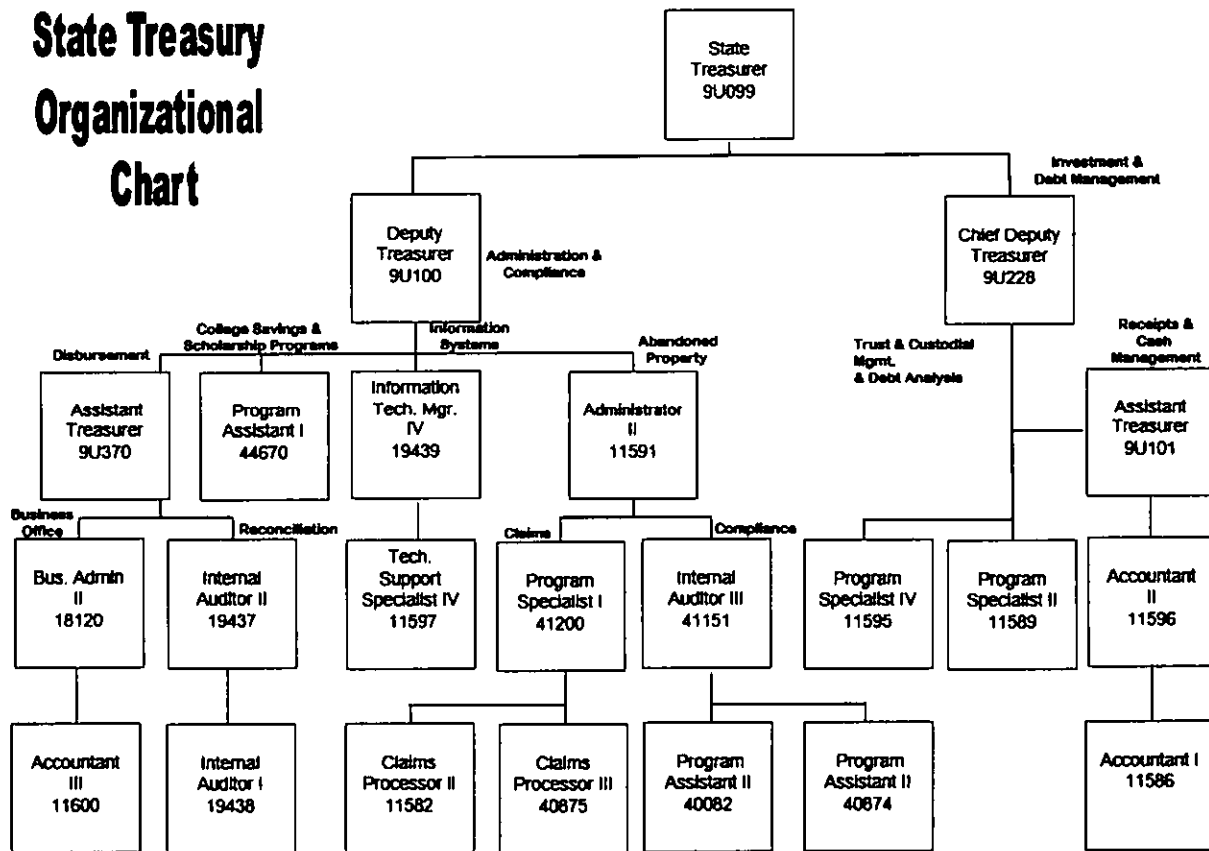 State Treasury
Organizational
Chart
State
Treasurer
9U099
Investment &
Debt Management
Deputy
Treasurer
9U100
Administration &
Compliance
Chief Deputy
Treasurer
9U228
Disbursement
College Savings &
Scholarship Programs
Information
Systems
Abandoned
Property
Trust & Custodial
Mgmt.
& Debt Analysis
Receipts &
Cash
Management
Assistant
Treasurer
9U370
Program
Assistant I
44670
Information
Tech. Mgr.
IV
19439
Administrator
II
11591
Assistant
Treasurer
9U101
Business
Office
Reconciliation
Claims
Compliance
Bus. Admin
II
18120
Internal
Auditor II
19437
Tech.
Support
Specialist IV
11597
Program
Specialist I
41200
Internal
Auditor III
41151
Program
Specialist IV
11595
Program
Specialist II
11589
Accountant
II
11596
Accountant
III
11600
Internal
Auditor I
19438
Claims
Processor II
11582
Claims
Processor III
40875
Program
Assistant II
40082
Program
Assistant II
40874
Accountant I
11586